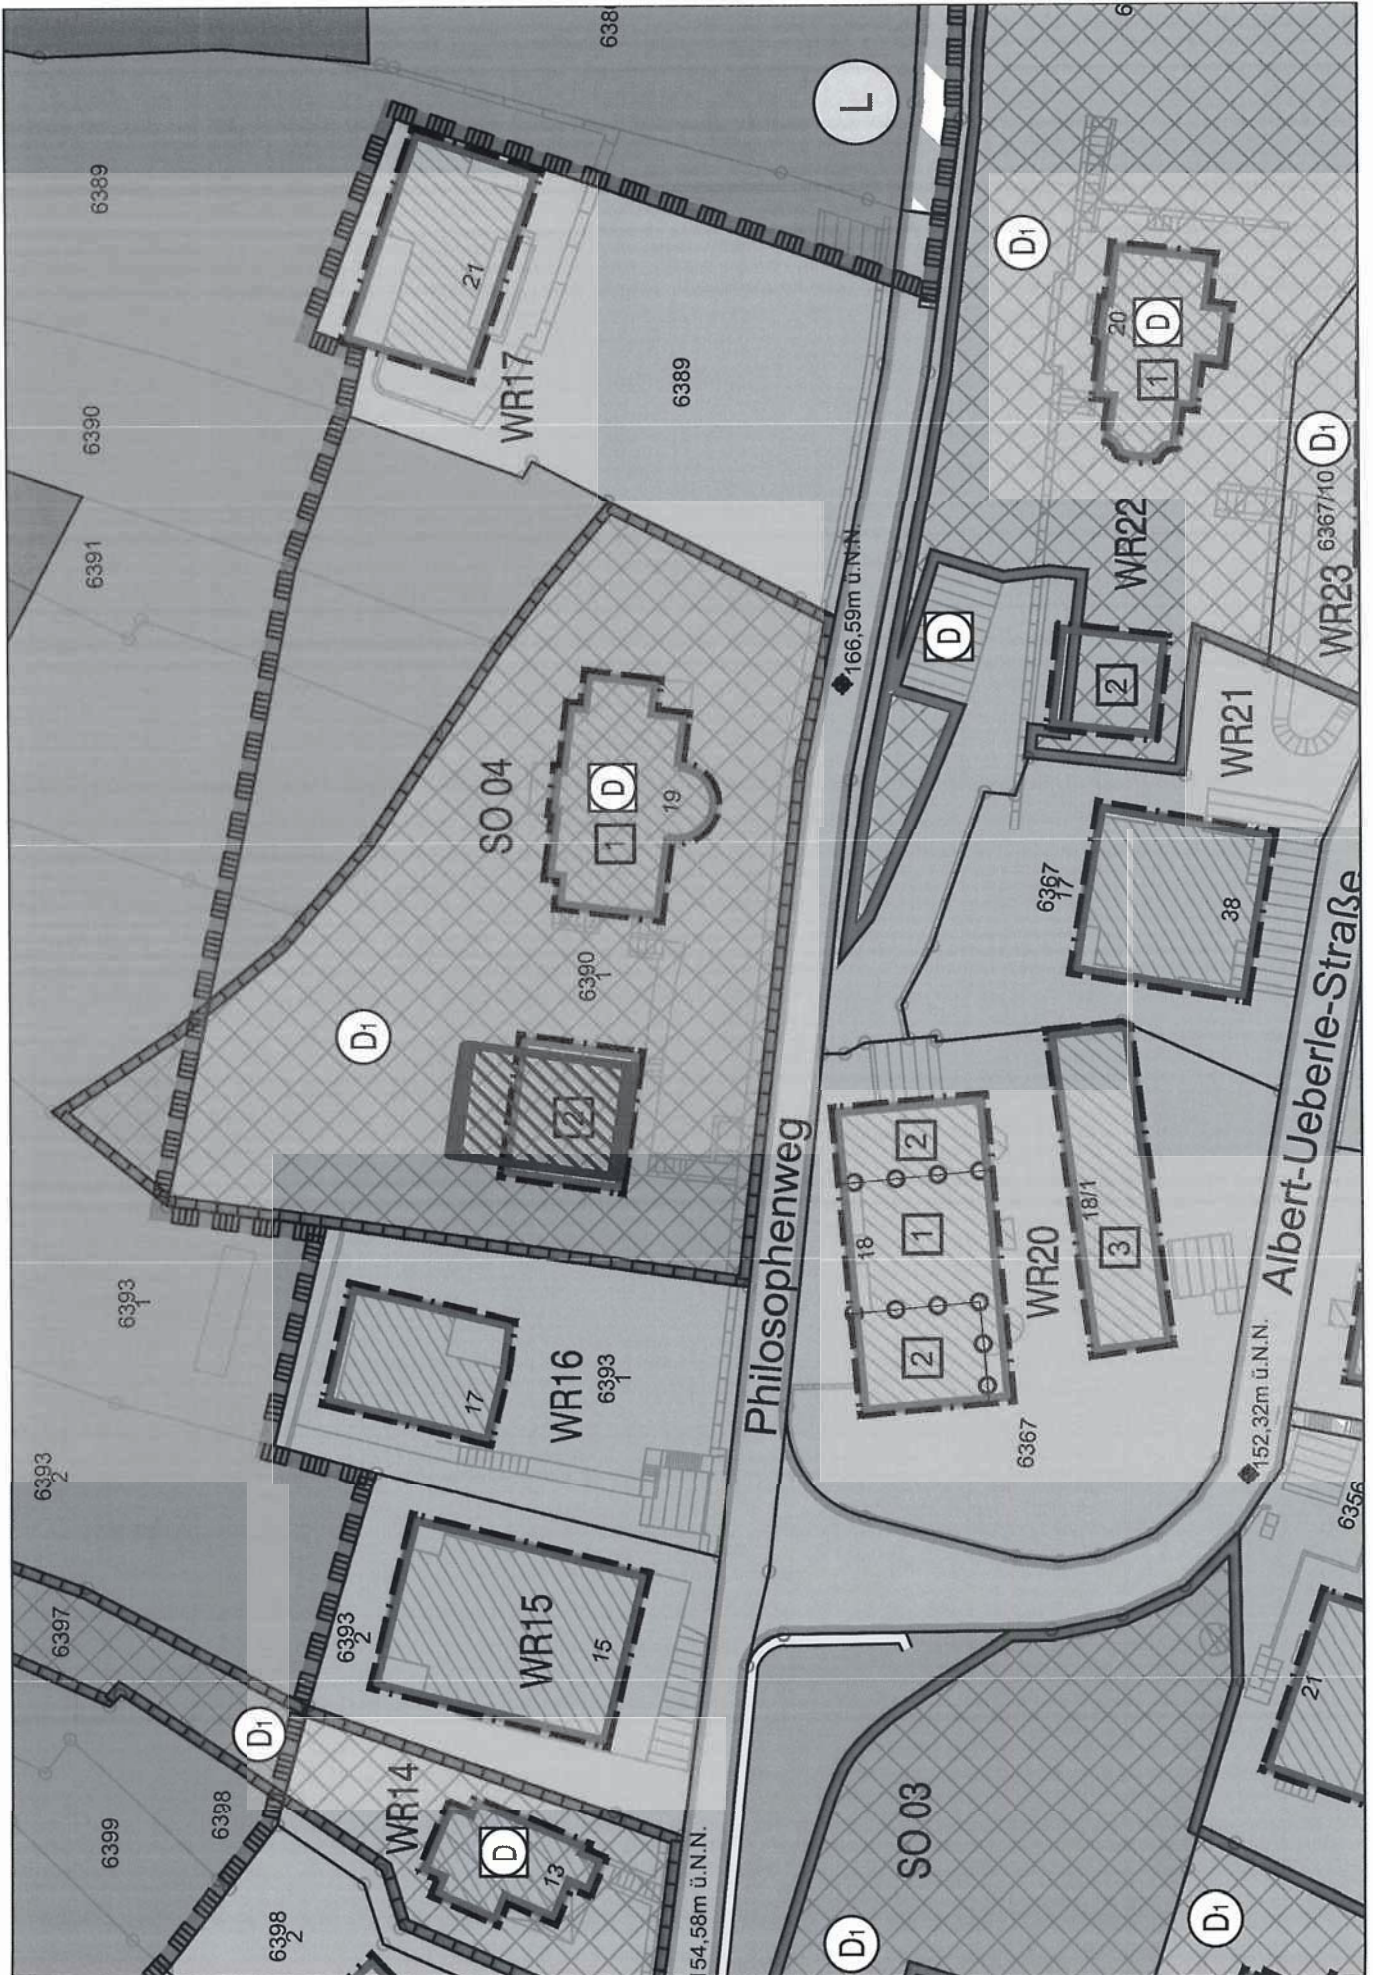 6389
6390
6391
6393
1
6393
2
6397
6399
6398
6398
2
D1
WR14
D
13
6393
2
WR15
15
WR16
6393
1
17
D1
2
6390
1
SO 04
1
D
19
WR17
21
6389
L
Philosophenweg
166,59m ü.N.N.
154,58m ü.N.N.
D1
20
1
D
D1
6367/10
WR23
WR22
D
2
WR21
6367
17
38
18
2
1
2
WR20
18/1
3
6367
Albert-Ueberle-Straße
152,32m ü.N.N.
6356
21
SO 03
D1
D1